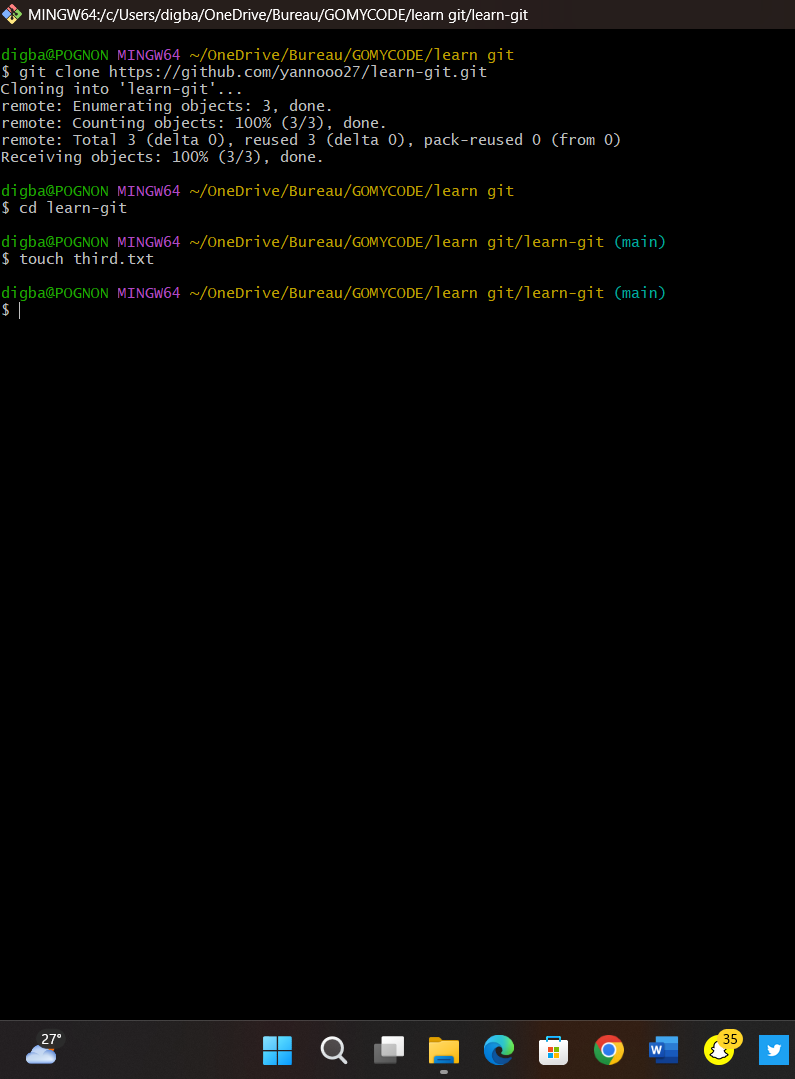 MINGW64:/c/Users/digba/OneDrive/Bureau/GOMYCODE/learn git/learn-git
digba@POGNON MINGW64 ~/OneDrive/Bureau/GOMYCODE/learn git
$ git clone https://github.com/yannooo27/learn-git.git
Cloning into 'learn-git'...
remote: Enumerating objects: 3, done.
remote: Counting objects: 100% (3/3), done.
remote: Total 3 (delta 0), reused 3 (delta 0), pack-reused 0 (from 0)
Receiving objects: 100% (3/3), done.
digba@POGNON MINGW64 ~/OneDrive/Bureau/GOMYCODE/learn git
$ cd learn-git
digba@POGNON MINGW64 ~/OneDrive/Bureau/GOMYCODE/learn git/learn-git (main)
$ touch third.txt
digba@POGNON MINGW64 ~/OneDrive/Bureau/GOMYCODE/learn git/learn-git (main)
$
27°
W
35